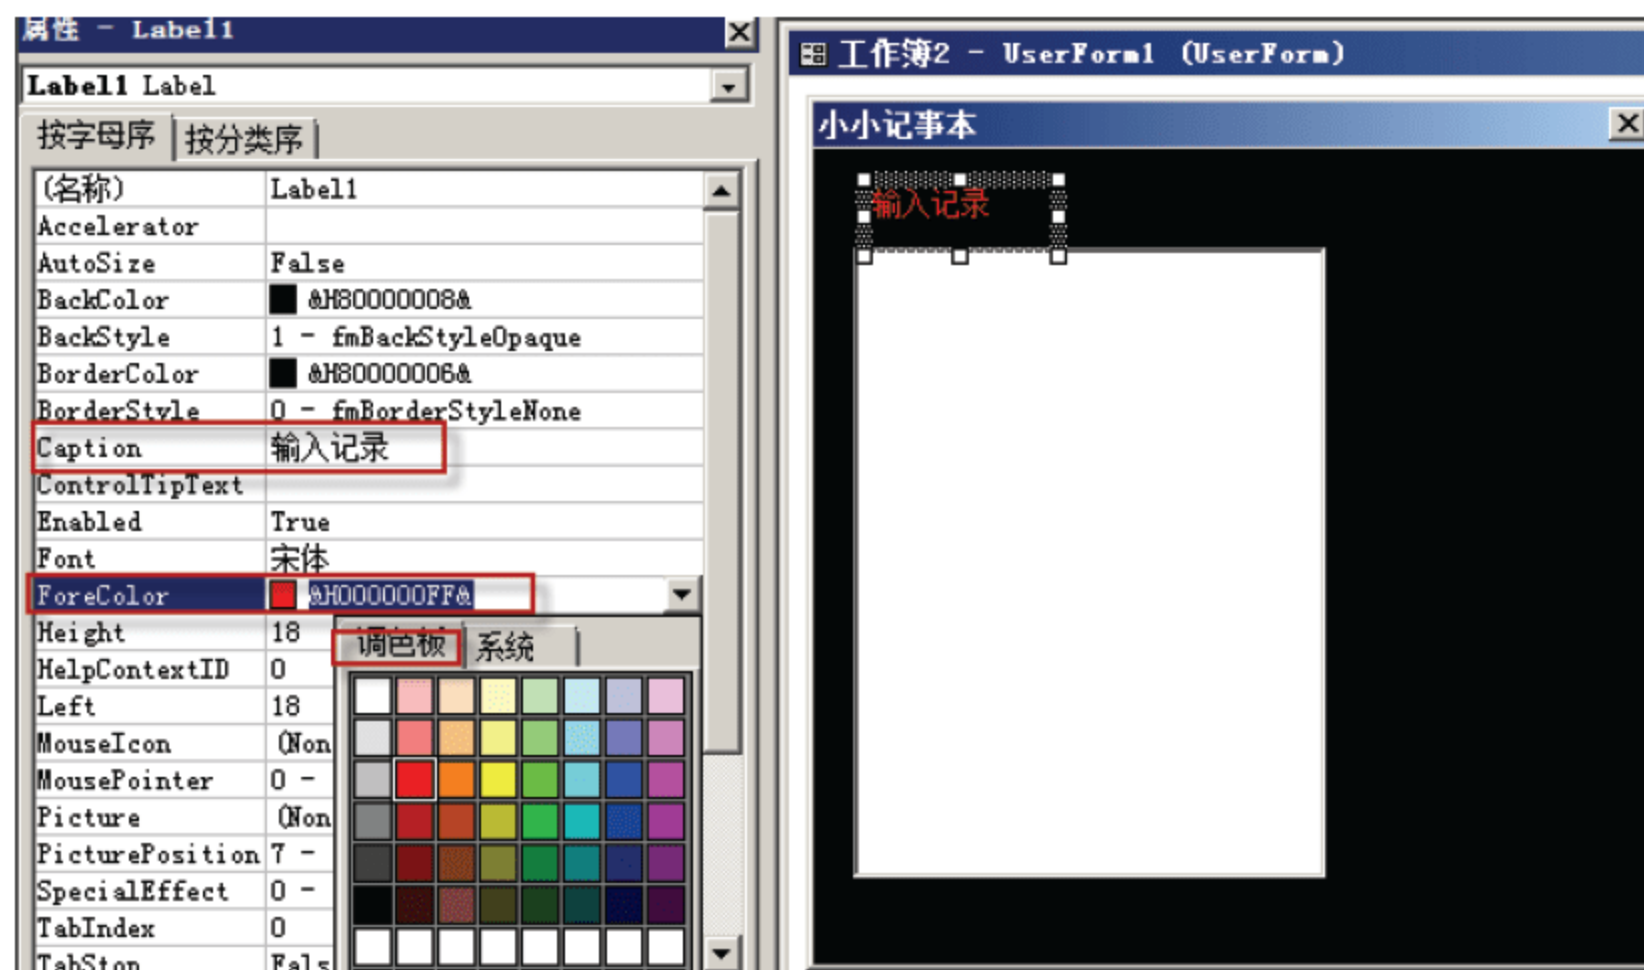 属性 - Label1
Label1 Label
按字母序 按分类序
(名称) Label1
Accelerator
AutoSize False
BackColor &H80000008&
BackStyle 1 - fmBackStyleOpaque
BorderColor &H80000006&
BorderStyle 0 - fmBorderStyleNone
Caption 输入记录
ControlTipText
Enabled True
Font 宋体
ForeColor &H000000FF&
Height 18
调色板 系统
HelpContextID 0
Left 18
MouseIcon (Non
MousePointer 0 -
Picture (Non
PicturePosition 7 -
SpecialEffect 0 -
TabIndex 0
TabStop Fals
工作簿2 - UserForm1 (UserForm)
小小记事本
输入记录